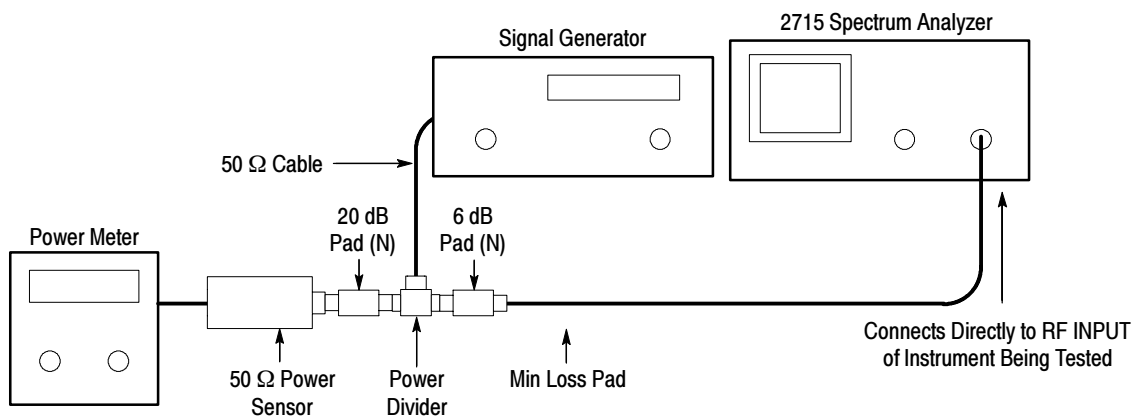 2715 Spectrum Analyzer
Signal Generator
50 Ω Cable
20 dB
Pad (N)
6 dB
Pad (N)
Power Meter
50 Ω Power
Sensor
Power
Divider
Min Loss Pad
Connects Directly to RF INPUT
of Instrument Being Tested